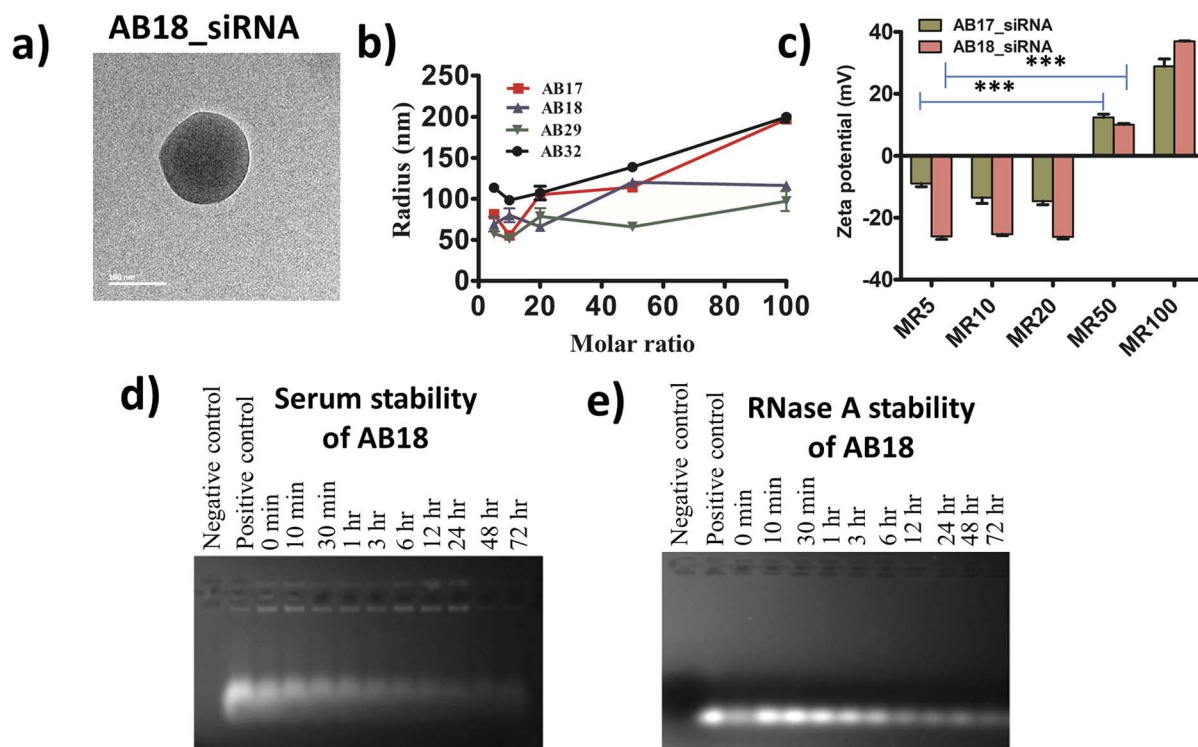 a)
AB18_siRNA
100 nm
b)
250
200
150
100
50
0
0
20
40
60
80
100
Radius (nm)
Molar ratio
AB17
AB18
AB29
AB32
c)
AB17_siRNA
AB18_siRNA
***
***
40
20
0
-20
-40
Zeta potential (mV)
MR5
MR10
MR20
MR50
MR100
d)
Serum stability
of AB18
Negative control
Positive control
0 min
10 min
30 min
1 hr
3 hr
6 hr
12 hr
24 hr
48 hr
72 hr
e)
RNase A stability
of AB18
Negative control
Positive control
0 min
10 min
30 min
1 hr
3 hr
6 hr
12 hr
24 hr
48 hr
72 hr